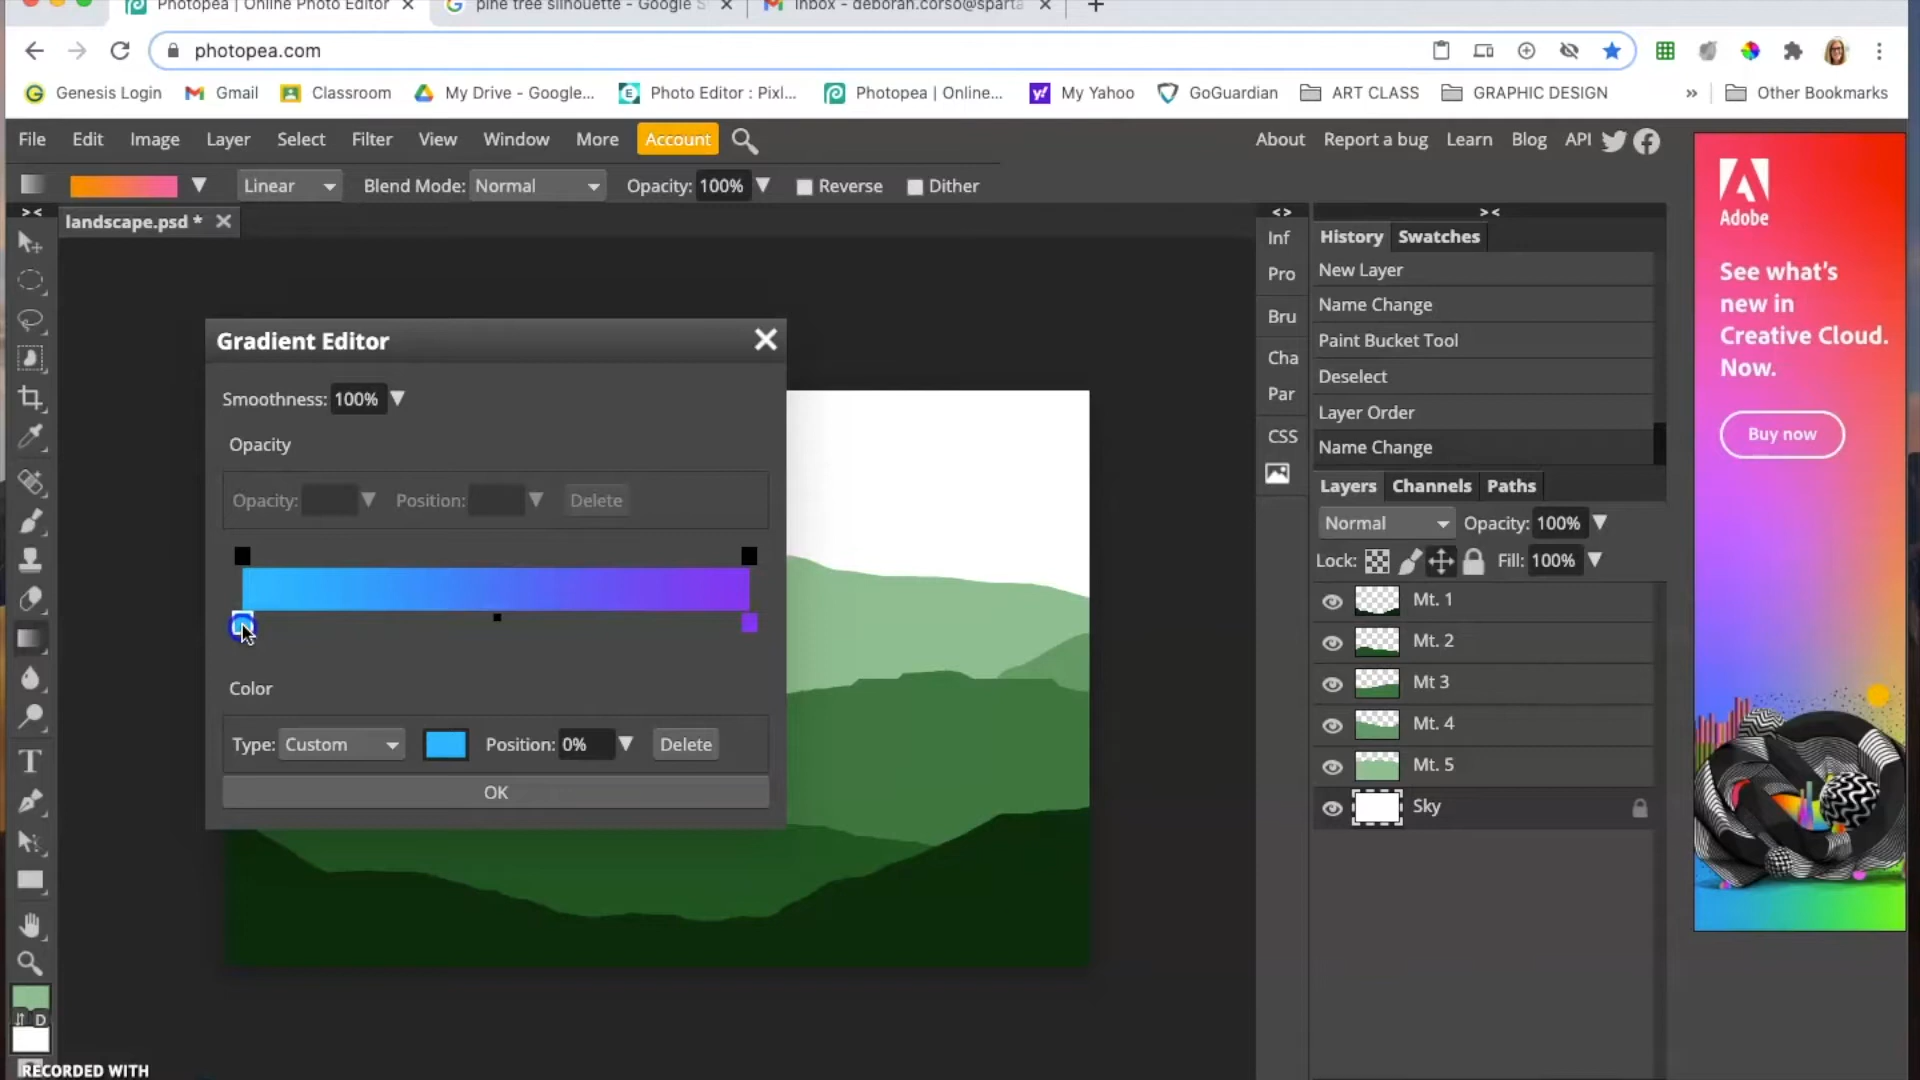 Photopea | Online Photo Editor
pine tree silhouette - Google S
Inbox - deborah.corso@sparta
photopea.com
Genesis Login
Gmail
Classroom
My Drive - Google...
Photo Editor : Pixl...
Photopea | Online...
My Yahoo
GoGuardian
ART CLASS
GRAPHIC DESIGN
»
Other Bookmarks
File Edit Image Layer Select Filter View Window More Account
About Report a bug Learn Blog API
Linear Blend Mode: Normal Opacity: 100% Reverse Dither
landscape.psd *
Gradient Editor
Smoothness: 100%
Opacity
Opacity: Position: Delete
Color
Type: Custom Position: 0% Delete
OK
Inf
Pro
Bru
Cha
Par
CSS
History Swatches
New Layer
Name Change
Paint Bucket Tool
Deselect
Layer Order
Name Change
Layers Channels Paths
Normal Opacity: 100%
Lock: Fill: 100%
Mt. 1
Mt. 2
Mt 3
Mt. 4
Mt. 5
Sky
Adobe
See what's
new in
Creative Cloud.
Now.
Buy now
D
RECORDED WITH